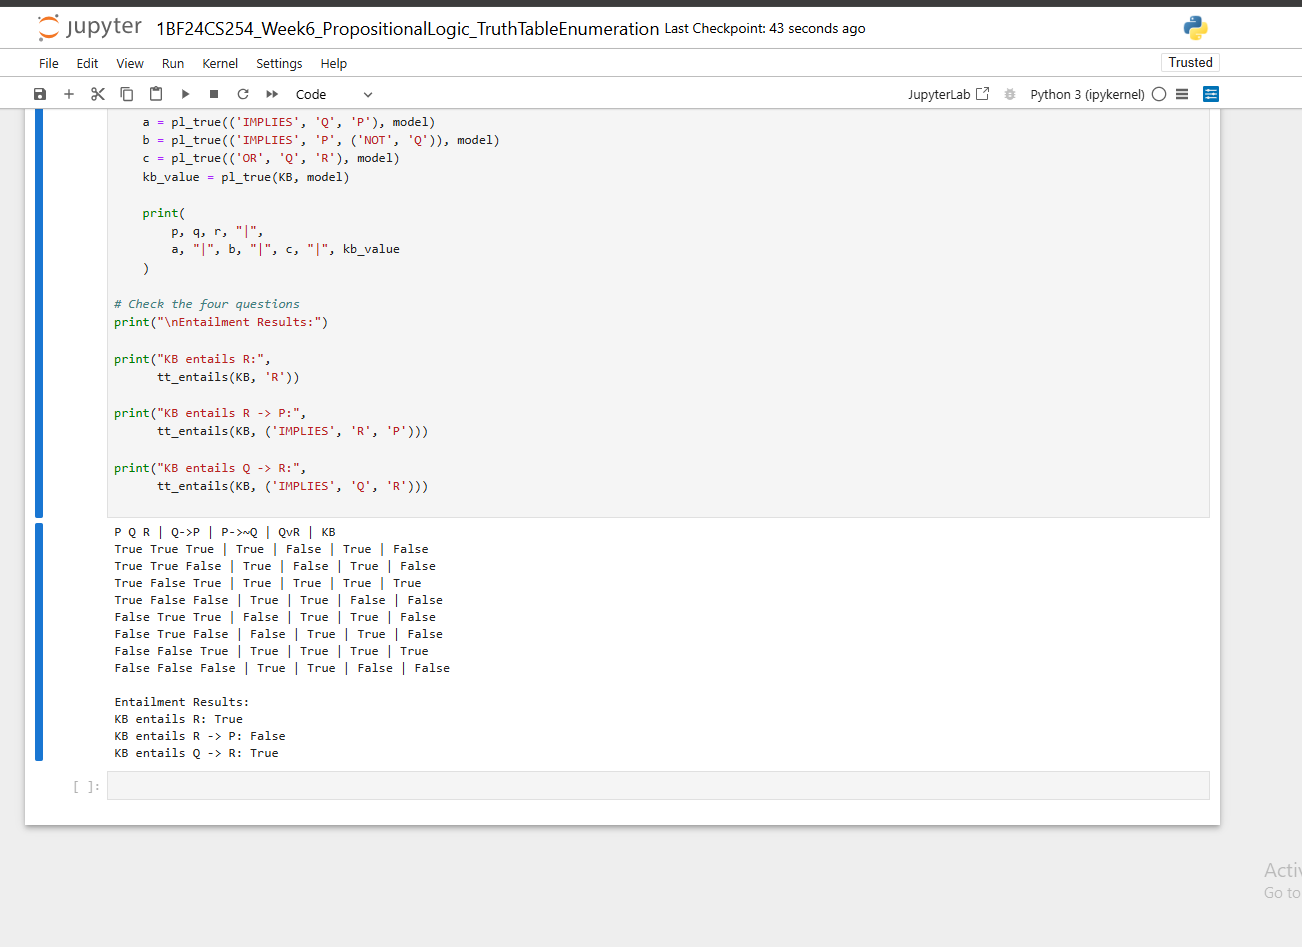 jupyter 1BF24CS254_Week6_PropositionalLogic_TruthTableEnumeration Last Checkpoint: 43 seconds ago
File Edit View Run Kernel Settings Help Trusted
Code JupyterLab Python 3 (ipykernel)
    a = pl_true(('IMPLIES', 'Q', 'P'), model)
    b = pl_true(('IMPLIES', 'P', ('NOT', 'Q')), model)
    c = pl_true(('OR', 'Q', 'R'), model)
    kb_value = pl_true(KB, model)

    print(
        p, q, r, "|",
        a, "|", b, "|", c, "|", kb_value
    )

# Check the four questions
print("\nEntailment Results:")

print("KB entails R:",
      tt_entails(KB, 'R'))

print("KB entails R -> P:",
      tt_entails(KB, ('IMPLIES', 'R', 'P')))

print("KB entails Q -> R:",
      tt_entails(KB, ('IMPLIES', 'Q', 'R')))

P Q R | Q->P | P->~Q | QvR | KB
True True True | True | False | True | False
True True False | True | False | True | False
True False True | True | True | True | True
True False False | True | True | False | False
False True True | False | True | True | False
False True False | False | True | True | False
False False True | True | True | True | True
False False False | True | True | False | False

Entailment Results:
KB entails R: True
KB entails R -> P: False
KB entails Q -> R: True
[ ]:
Activ
Go to